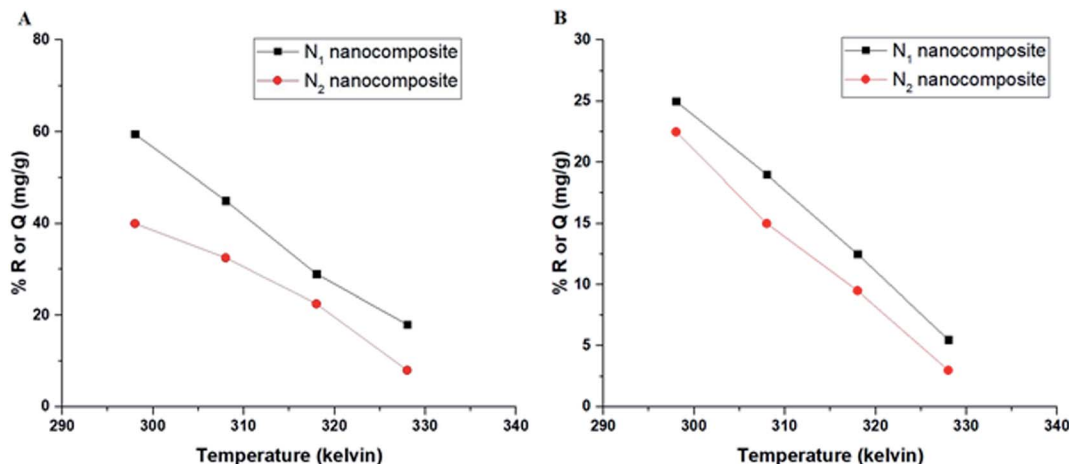 A
% R or Q (mg/g)
80
60
40
20
0
290
300
310
320
330
340
Temperature (kelvin)
N₁ nanocomposite
N₂ nanocomposite
B
% R or Q (mg/g)
30
25
20
15
10
5
0
290
300
310
320
330
340
Temperature (kelvin)
N₁ nanocomposite
N₂ nanocomposite